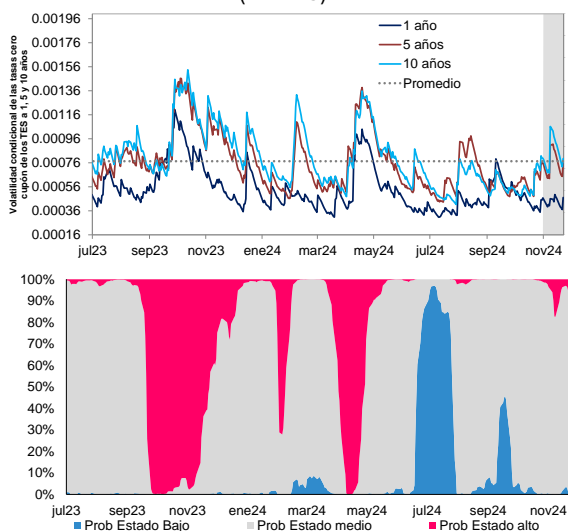 0.00196
0.00176
0.00156
0.00136
0.00116
0.00096
0.00076
0.00056
0.00036
0.00016
Volatilidad condicional de las tasas cero
cupón de los TES a 1, 5 y 10 años
1 año
5 años
10 años
Promedio
jul23 sep23 nov23 ene24 mar24 may24 jul24 sep24 nov24
100%
90%
80%
70%
60%
50%
40%
30%
20%
10%
0%
jul23 sep23 nov23 ene24 mar24 may24 jul24 sep24 nov24
Prob Estado Bajo Prob Estado medio Prob Estado alto